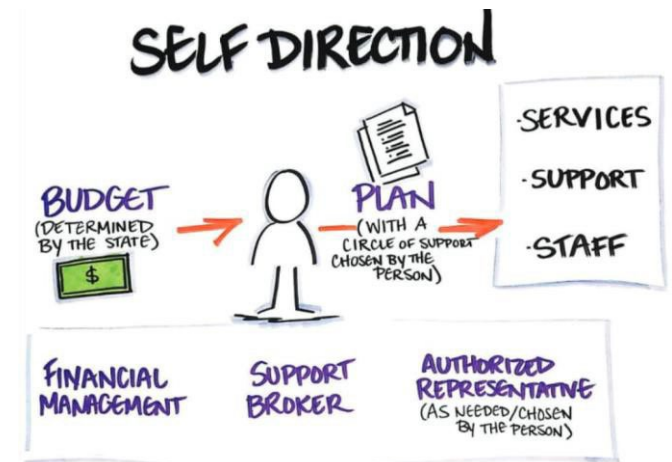 SELF DIRECTION
BUDGET
(DETERMINED
BY THE STATE)
$
PLAN
(WITH A
CIRCLE OF SUPPORT
CHOSEN BY THE
PERSON)
·SERVICES
·SUPPORT
·STAFF
FINANCIAL
MANAGEMENT
SUPPORT
BROKER
AUTHORIZED
REPRESENTATIVE
(AS NEEDED/CHOSEN
BY THE PERSON)